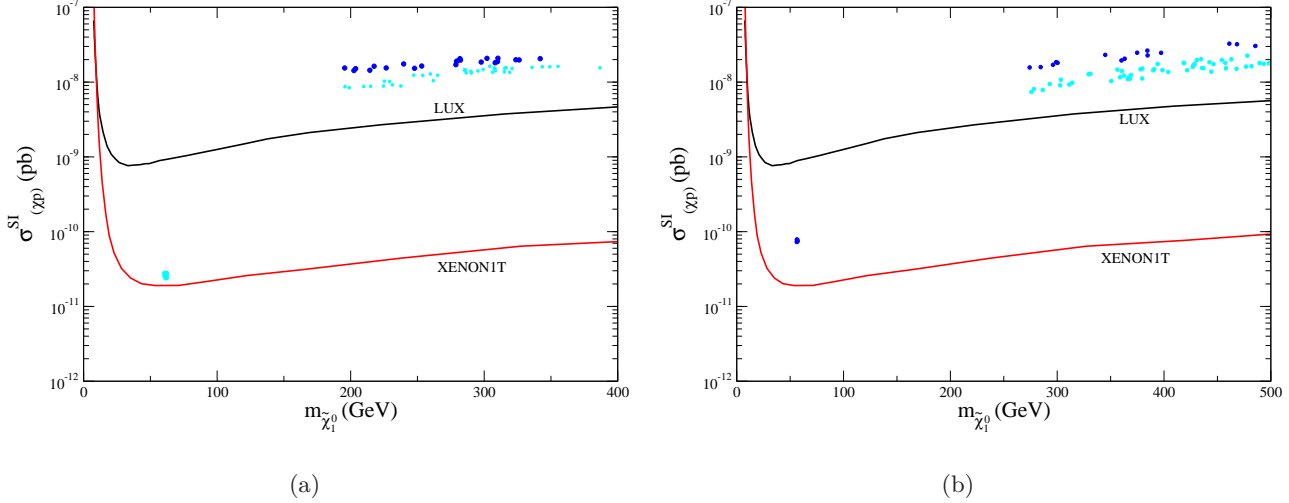 10⁻⁷
10⁻⁸
10⁻⁹
10⁻¹⁰
10⁻¹¹
10⁻¹²
σ^SI_(χp) (pb)
LUX
XENON1T
0 100 200 300 400
m_χ̃⁰₁ (GeV)
(a)
10⁻⁷
10⁻⁸
10⁻⁹
10⁻¹⁰
10⁻¹¹
10⁻¹²
σ^SI_(χp) (pb)
LUX
XENON1T
0 100 200 300 400 500
m_χ̃⁰₁ (GeV)
(b)